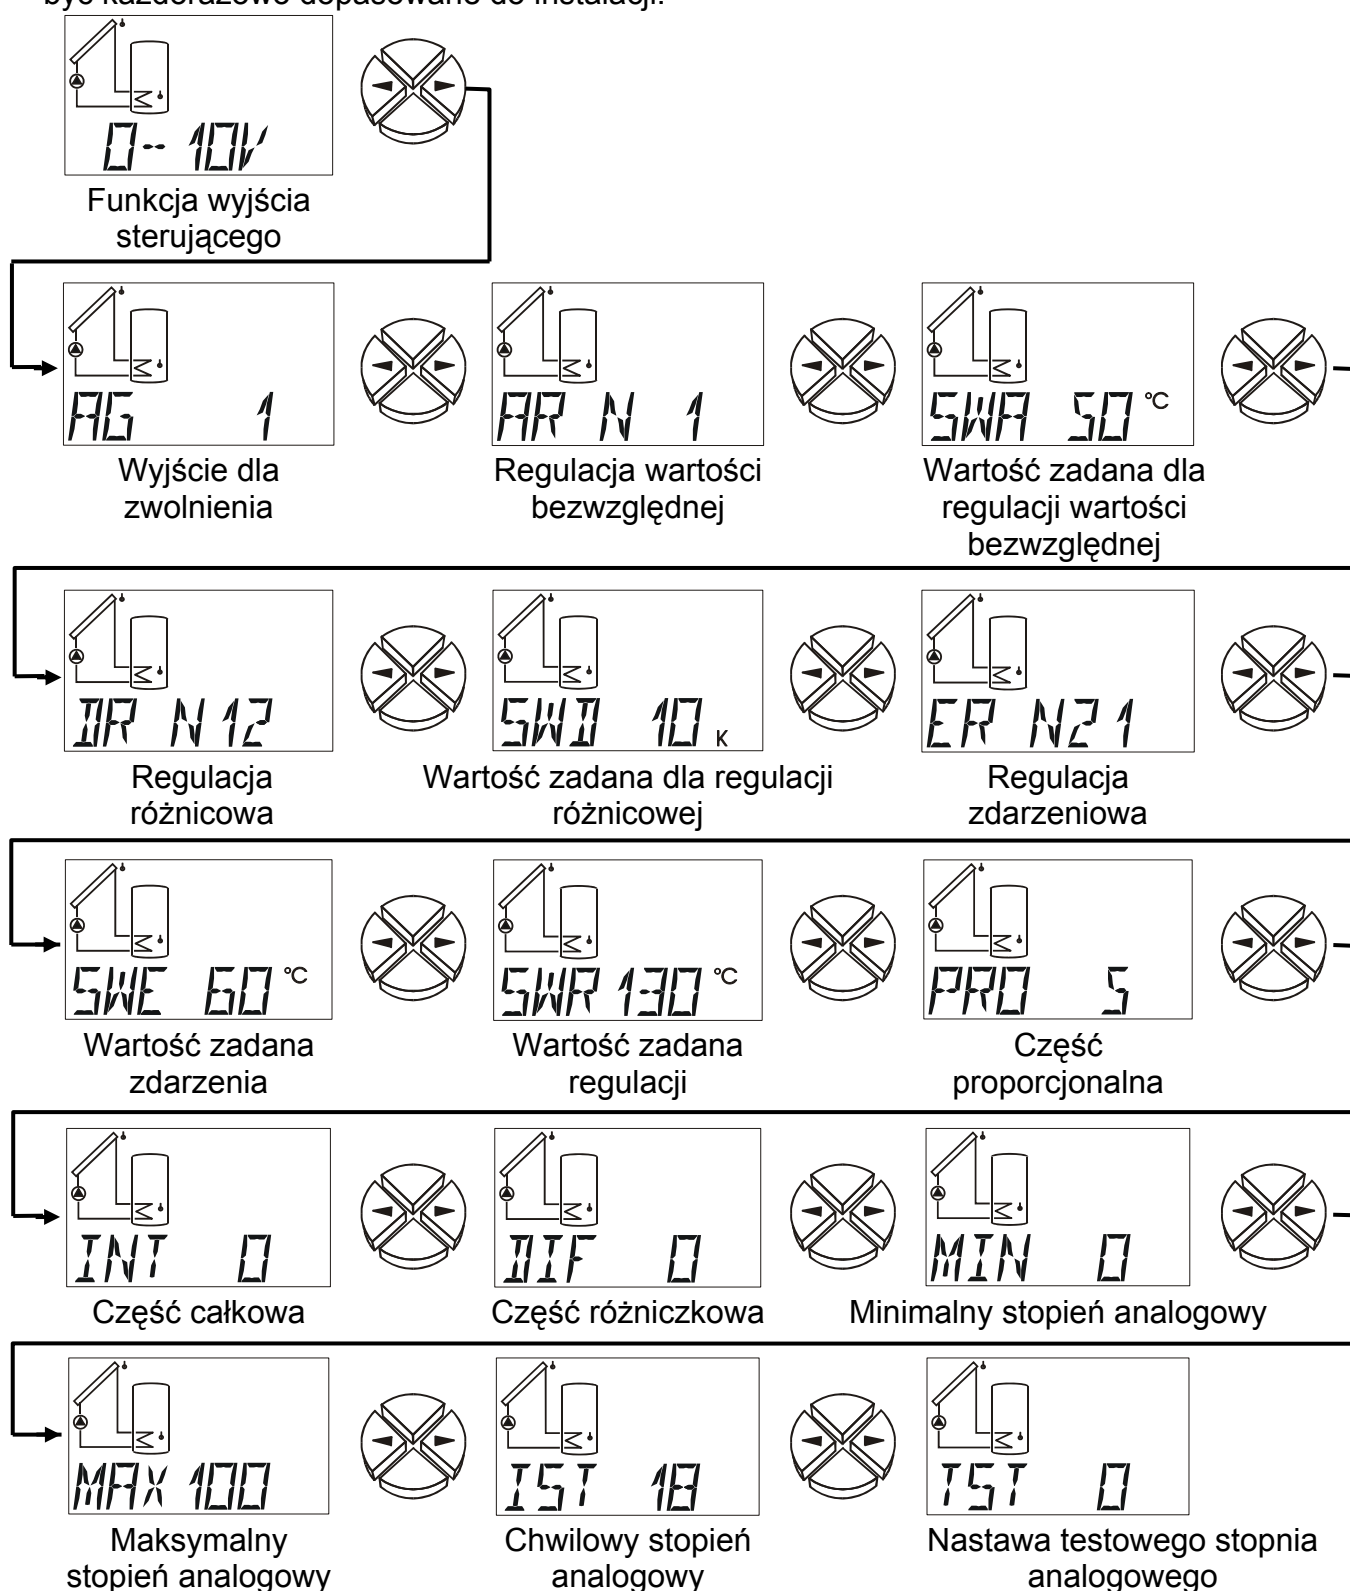 być każdorazowo dopasowane do instalacji.
0-10V
Funkcja wyjścia
sterującego
AG 1
Wyjście dla
zwolnienia
AR N 1
Regulacja wartości
bezwzględnej
SWA 50 °C
Wartość zadana dla
regulacji wartości
bezwzględnej
DR N12
Regulacja
różnicowa
SWD 10 K
Wartość zadana dla regulacji
różnicowej
ER N21
Regulacja
zdarzeniowa
SWE 60 °C
Wartość zadana
zdarzenia
SWR 130 °C
Wartość zadana
regulacji
PRO 5
Część
proporcjonalna
INT 0
Część całkowa
DIF 0
Część różniczkowa
MIN 0
Minimalny stopień analogowy
MAX 100
Maksymalny
stopień analogowy
IST 18
Chwilowy stopień
analogowy
TST 0
Nastawa testowego stopnia
analogowego